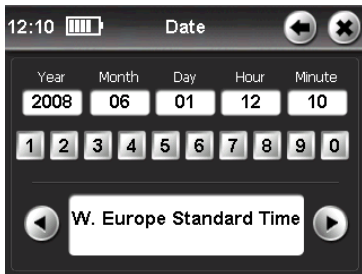 12:10 Date
Year Month Day Hour Minute
2008 06 01 12 10
1 2 3 4 5 6 7 8 9 0
W. Europe Standard Time